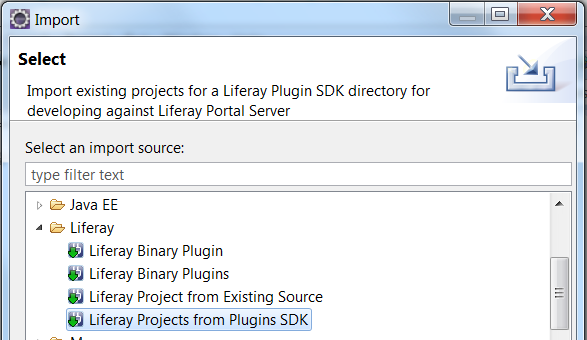 Import
Select
Import existing projects for a Liferay Plugin SDK directory for
developing against Liferay Portal Server
Select an import source:
type filter text
Java EE
Liferay
Liferay Binary Plugin
Liferay Binary Plugins
Liferay Project from Existing Source
Liferay Projects from Plugins SDK